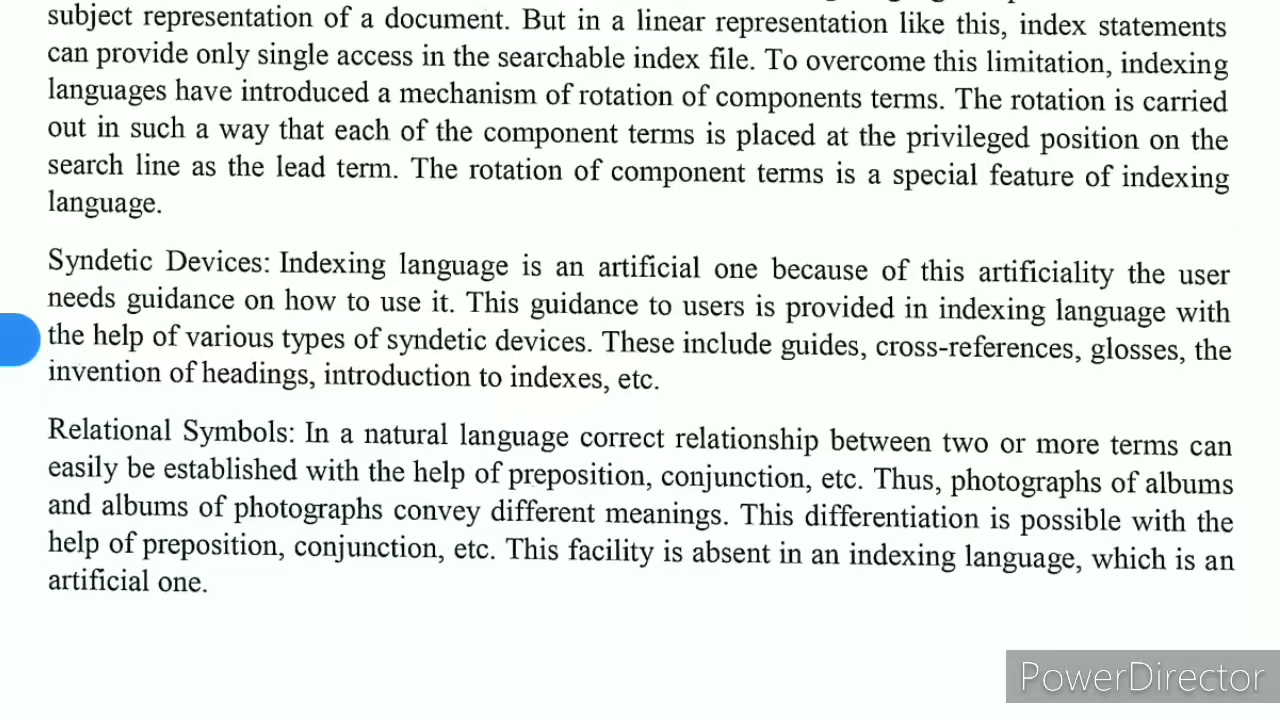 subject representation of a document. But in a linear representation like this, index statements
can provide only single access in the searchable index file. To overcome this limitation, indexing
languages have introduced a mechanism of rotation of components terms. The rotation is carried
out in such a way that each of the component terms is placed at the privileged position on the
search line as the lead term. The rotation of component terms is a special feature of indexing
language.
Syndetic Devices: Indexing language is an artificial one because of this artificiality the user
needs guidance on how to use it. This guidance to users is provided in indexing language with
the help of various types of syndetic devices. These include guides, cross-references, glosses, the
invention of headings, introduction to indexes, etc.
Relational Symbols: In a natural language correct relationship between two or more terms can
easily be established with the help of preposition, conjunction, etc. Thus, photographs of albums
and albums of photographs convey different meanings. This differentiation is possible with the
help of preposition, conjunction, etc. This facility is absent in an indexing language, which is an
artificial one.
PowerDirector